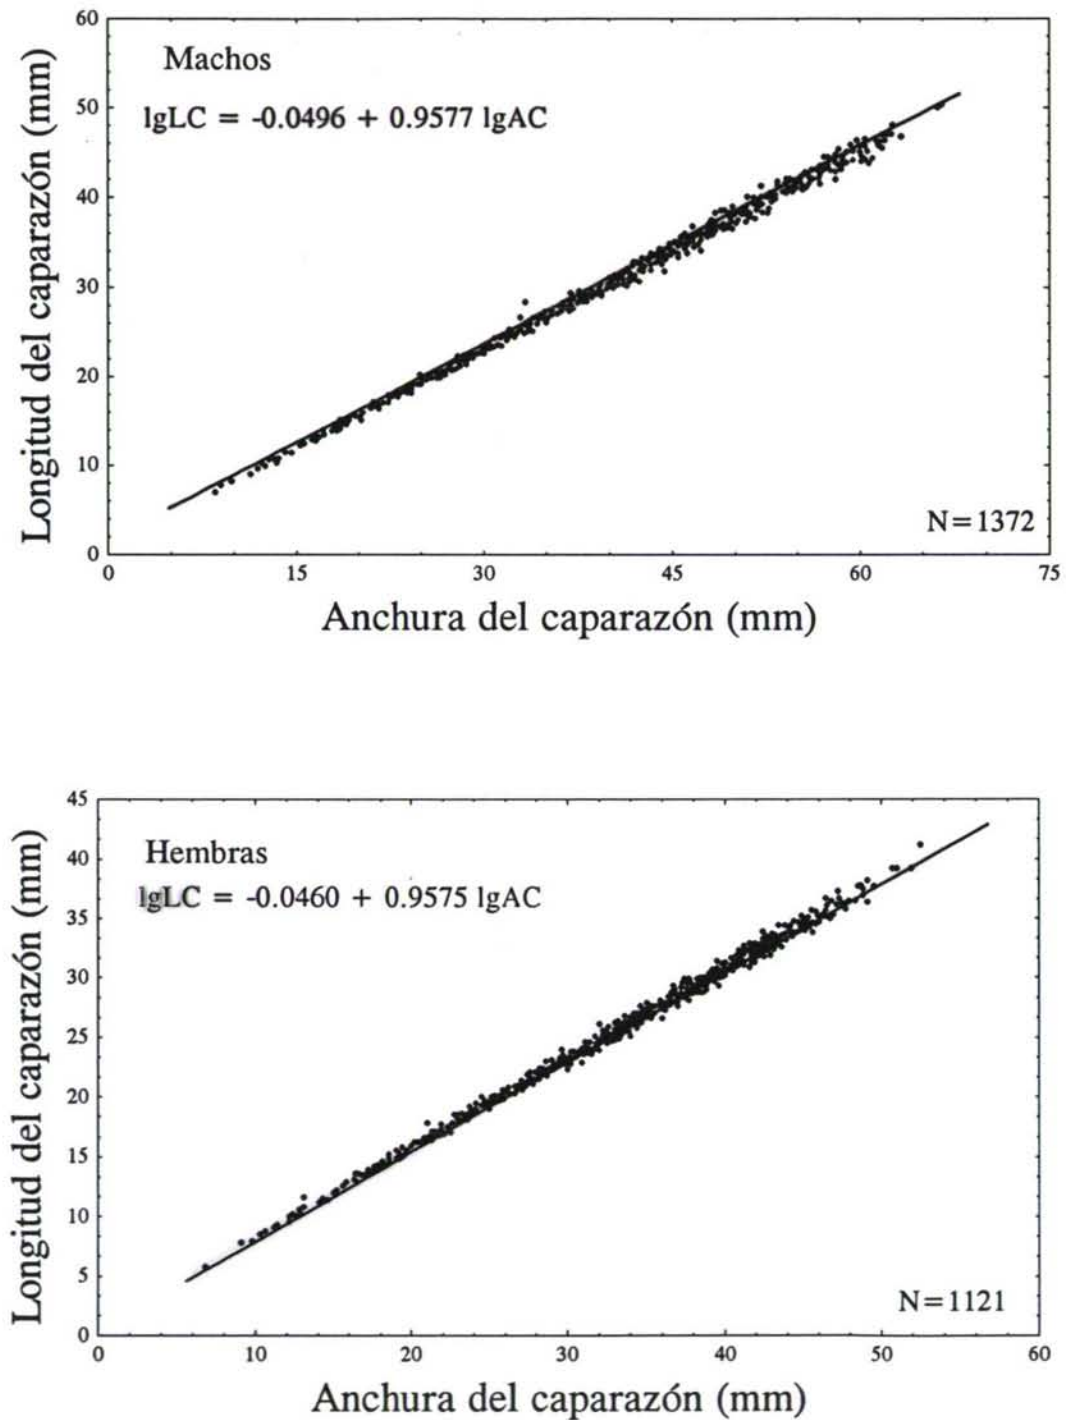 Machos
lgLC = -0.0496 + 0.9577 lgAC
Longitud del caparazón (mm)
60
50
40
30
20
10
0
N=1372
0 15 30 45 60 75
Anchura del caparazón (mm)
Hembras
lgLC = -0.0460 + 0.9575 lgAC
Longitud del caparazón (mm)
45
40
35
30
25
20
15
10
5
0
N=1121
0 10 20 30 40 50 60
Anchura del caparazón (mm)